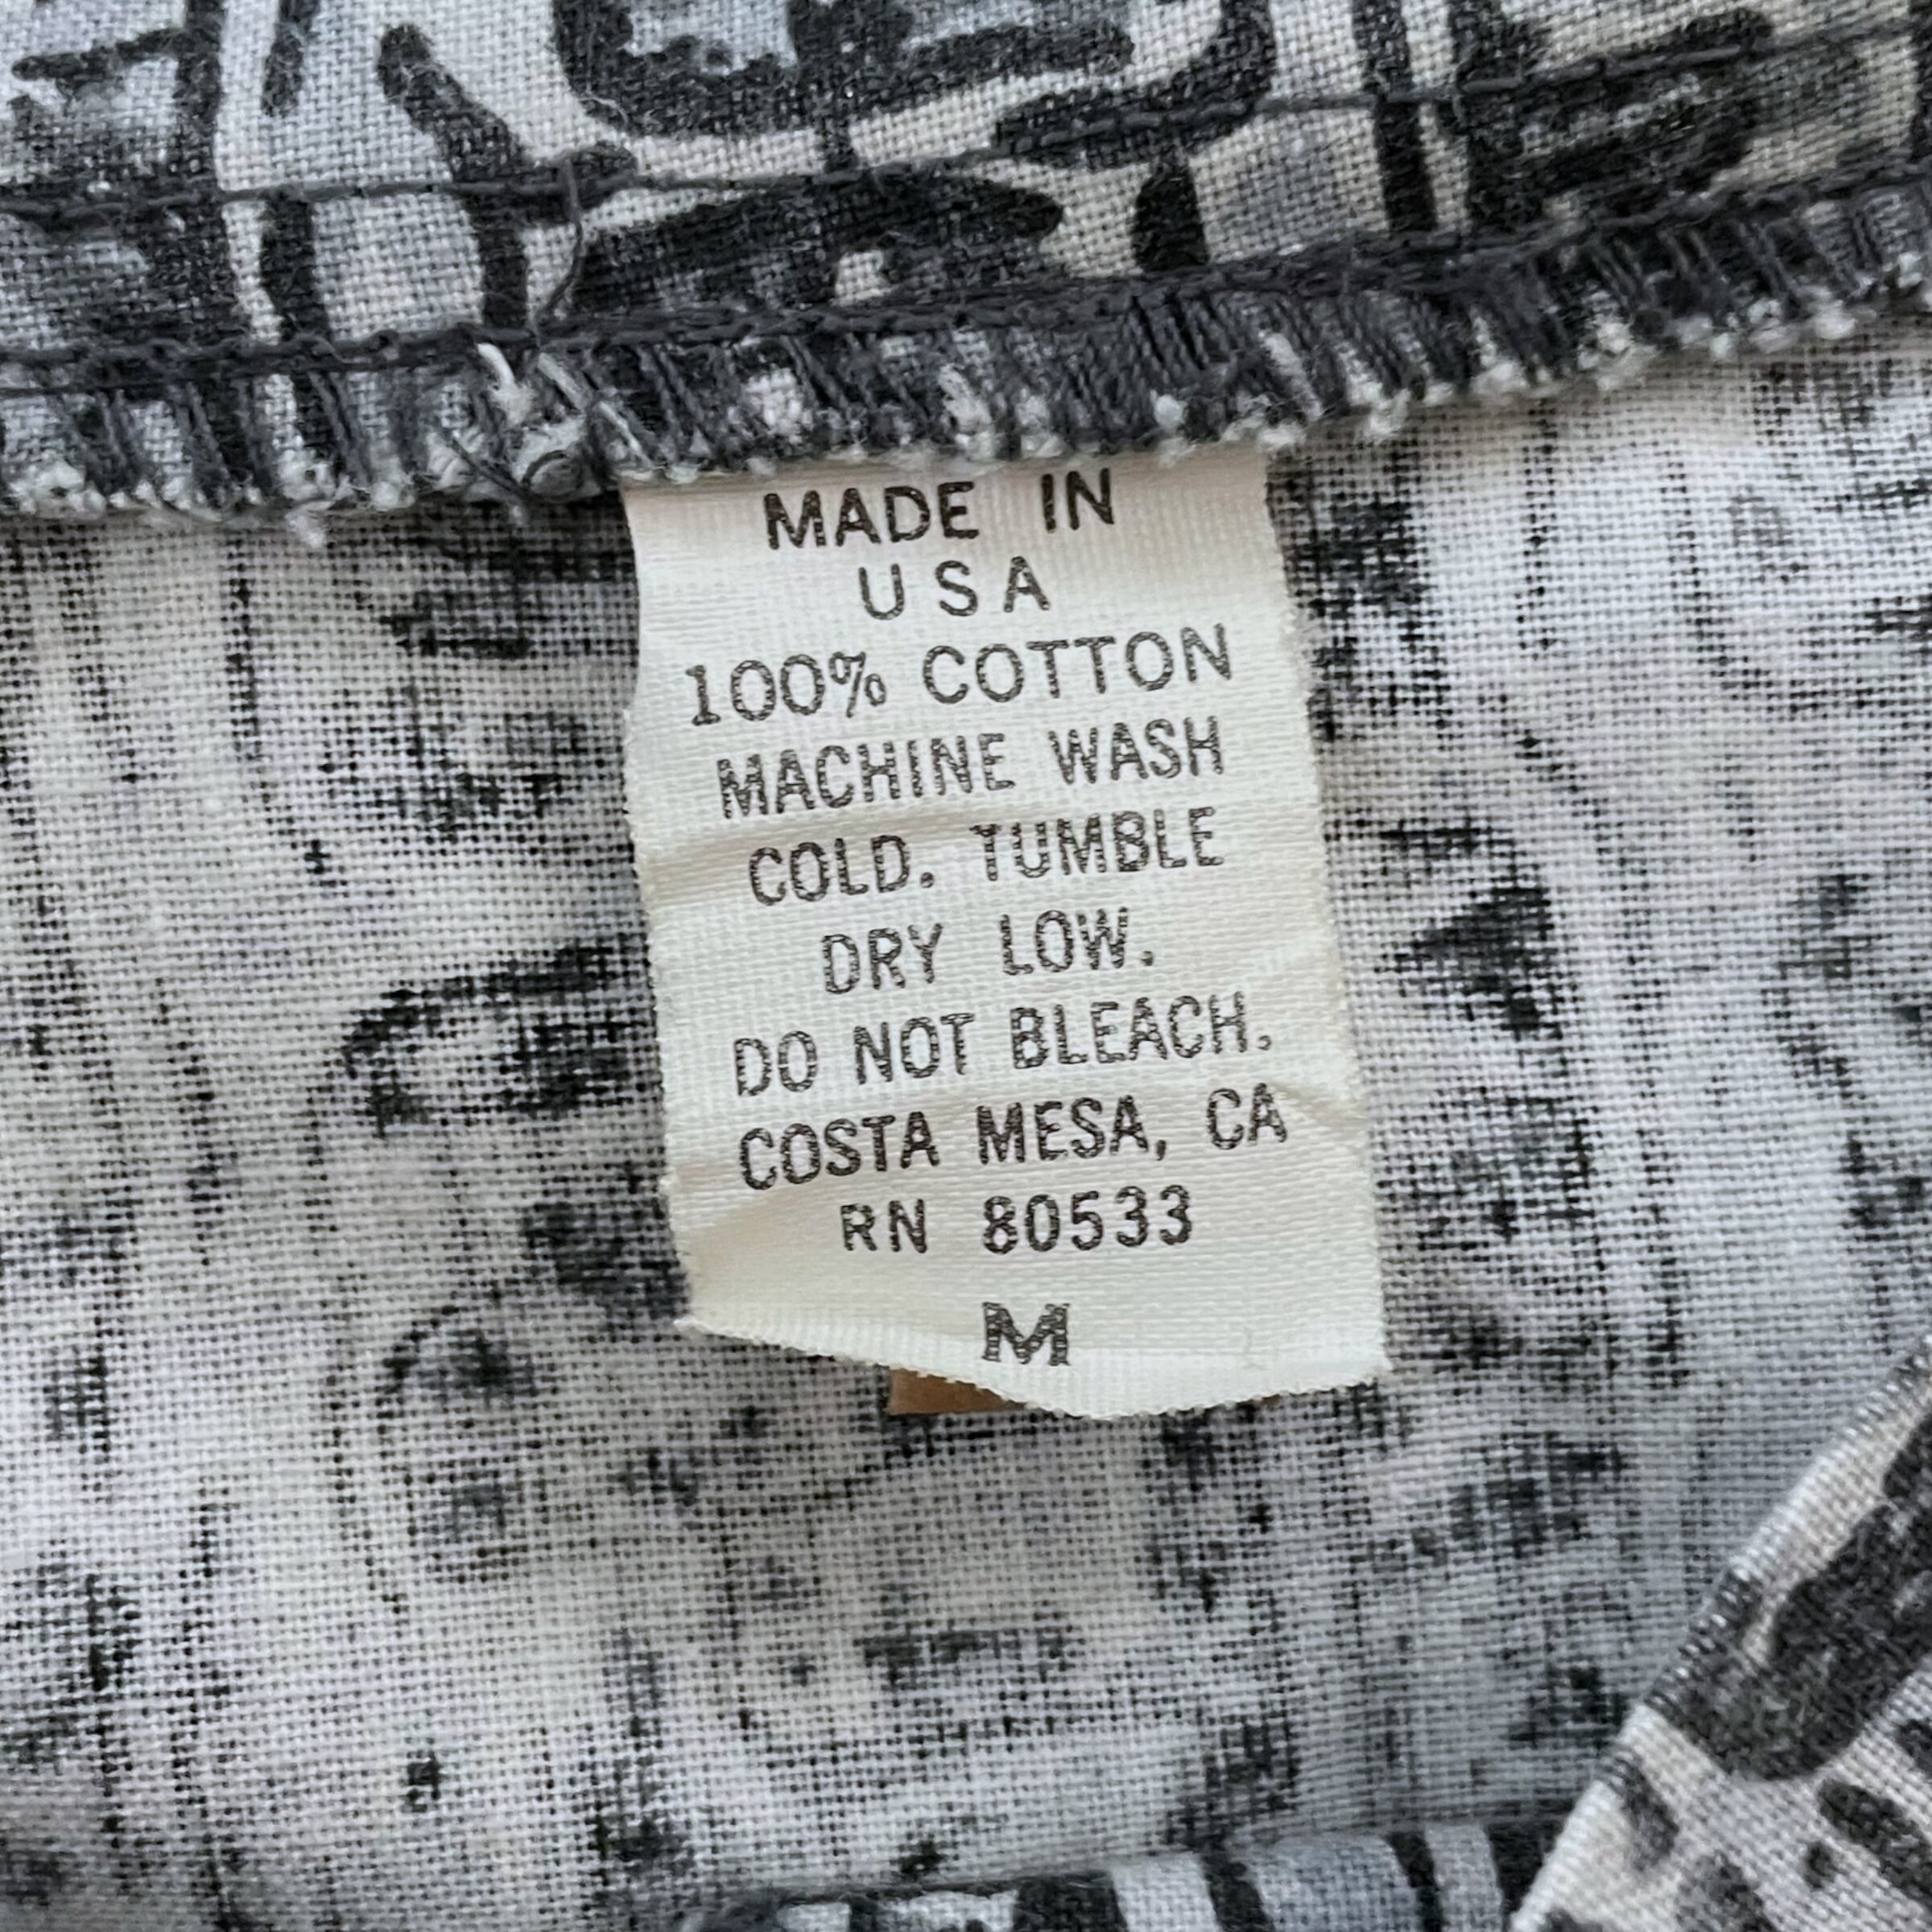 MADE IN
USA
100% COTTON
MACHINE WASH
COLD. TUMBLE
DRY LOW.
DO NOT BLEACH.
COSTA MESA, CA
RN 80533
M